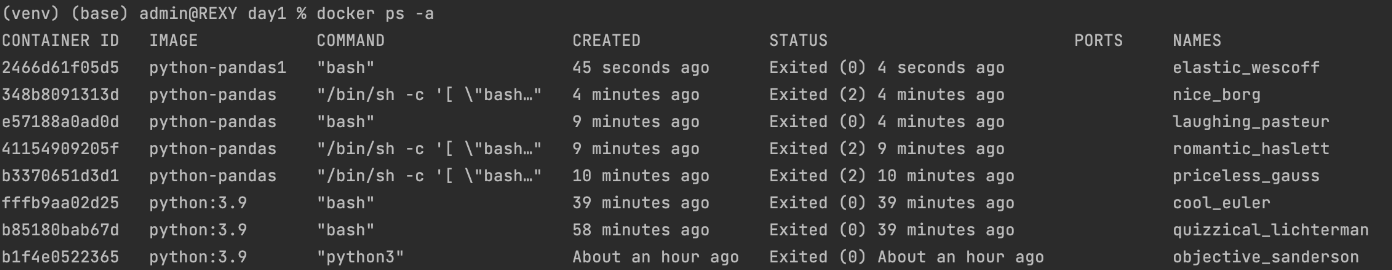 (venv) (base) admin@REXY day1 % docker ps -a
CONTAINER ID   IMAGE            COMMAND                  CREATED             STATUS                         PORTS     NAMES
2466d61f05d5   python-pandas1   "bash"                   45 seconds ago      Exited (0) 4 seconds ago                 elastic_wescoff
348b8091313d   python-pandas    "/bin/sh -c '[ \"bash…"   4 minutes ago       Exited (2) 4 minutes ago                 nice_borg
e57188a0ad0d   python-pandas    "bash"                   9 minutes ago       Exited (0) 4 minutes ago                 laughing_pasteur
41154909205f   python-pandas    "/bin/sh -c '[ \"bash…"   9 minutes ago       Exited (2) 9 minutes ago                 romantic_haslett
b3370651d3d1   python-pandas    "/bin/sh -c '[ \"bash…"   10 minutes ago      Exited (2) 10 minutes ago                priceless_gauss
fffb9aa02d25   python:3.9       "bash"                   39 minutes ago      Exited (0) 39 minutes ago                cool_euler
b85180bab67d   python:3.9       "bash"                   58 minutes ago      Exited (0) 39 minutes ago                quizzical_lichterman
b1f4e0522365   python:3.9       "python3"                About an hour ago   Exited (0) About an hour ago             objective_sanderson